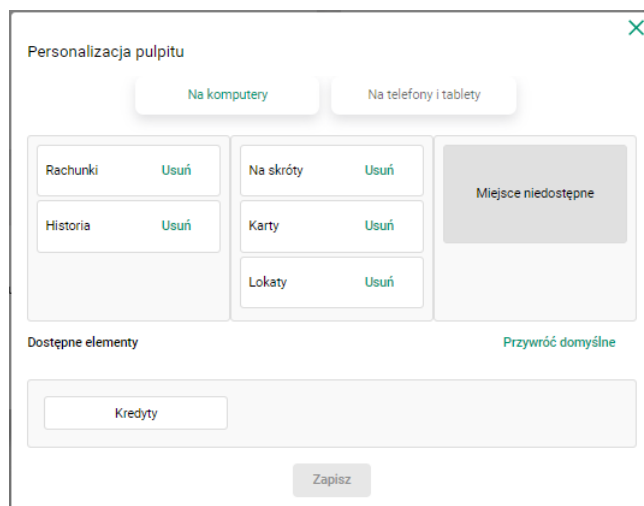 Personalizacja pulpitu
Na komputery
Na telefony i tablety
Rachunki Usuń
Historia Usuń
Na skróty Usuń
Karty Usuń
Lokaty Usuń
Miejsce niedostępne
Dostępne elementy
Przywróć domyślne
Kredyty
Zapisz